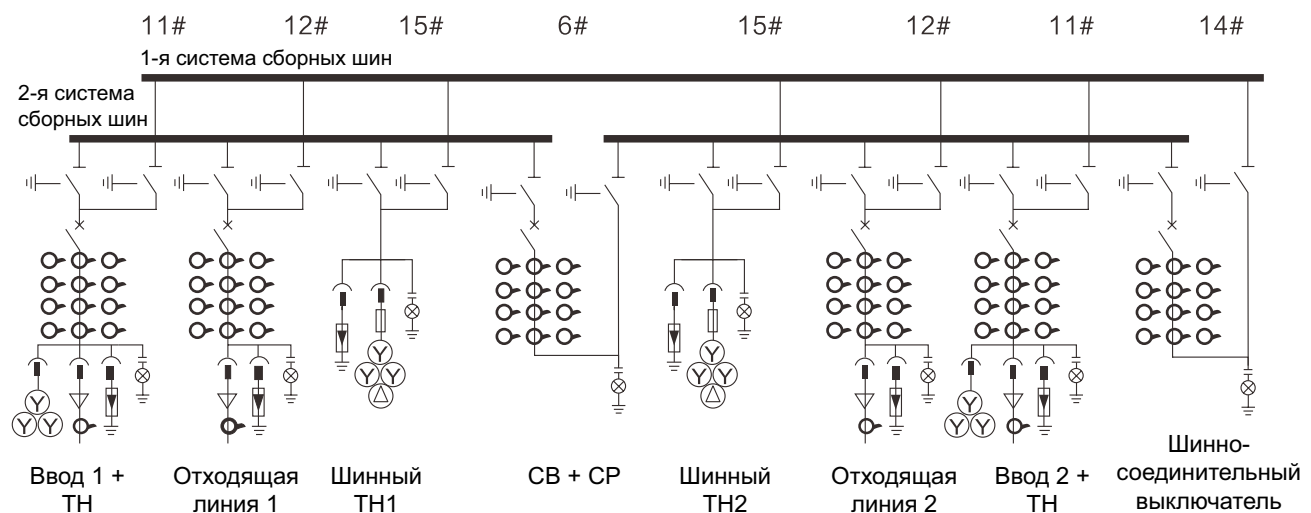 11# 12# 15# 6# 15# 12# 11# 14#
1-я система сборных шин
2-я система
сборных шин
Y Y Y
Y Y Y
Y Y Y
Y Y Y
Ввод 1 +
ТН
Отходящая
линия 1
Шинный
ТН1
СВ + СР
Шинный
ТН2
Отходящая
линия 2
Ввод 2 +
ТН
Шинно-
соединительный
выключатель